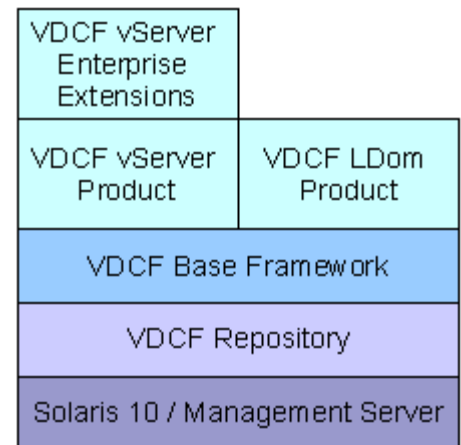 VDCF vServer
Enterprise
Extensions
VDCF vServer
Product
VDCF LDom
Product
VDCF Base Framework
VDCF Repository
Solaris 10 / Management Server